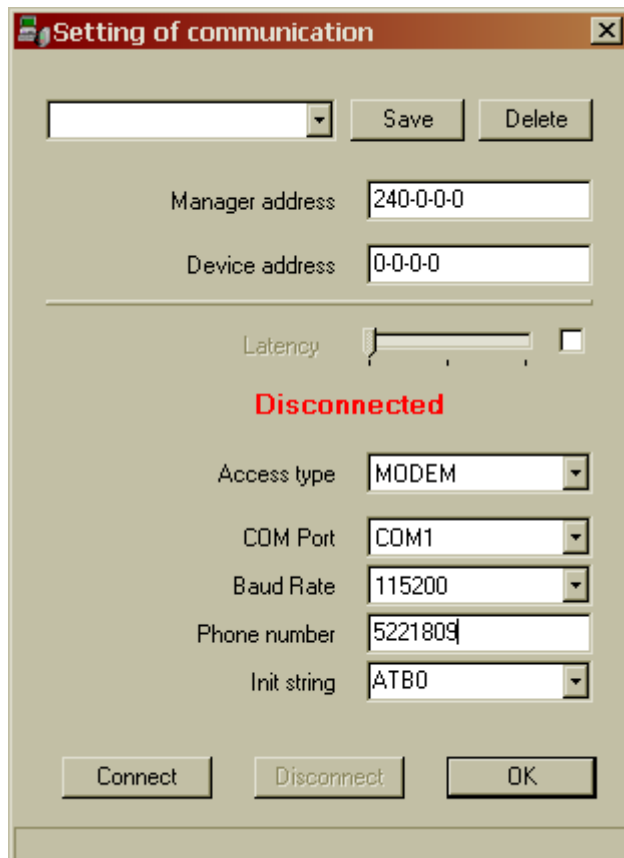 Setting of communication
Save Delete
Manager address 240-0-0-0
Device address 0-0-0-0
Latency
Disconnected
Access type MODEM
COM Port COM1
Baud Rate 115200
Phone number 5221809
Init string ATB0
Connect Disconnect OK